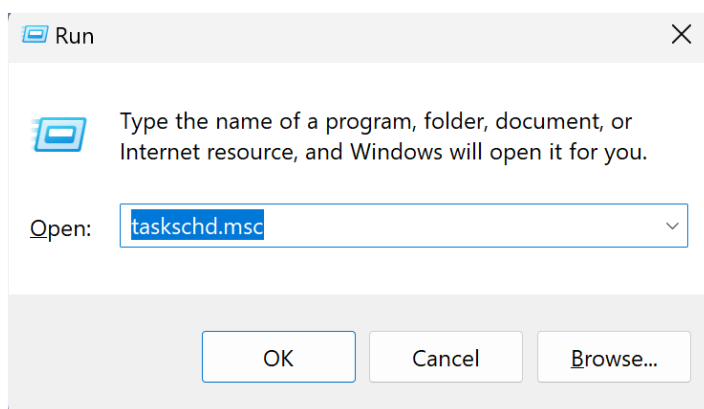 Run
Type the name of a program, folder, document, or
Internet resource, and Windows will open it for you.
Open: taskschd.msc
OK Cancel Browse...